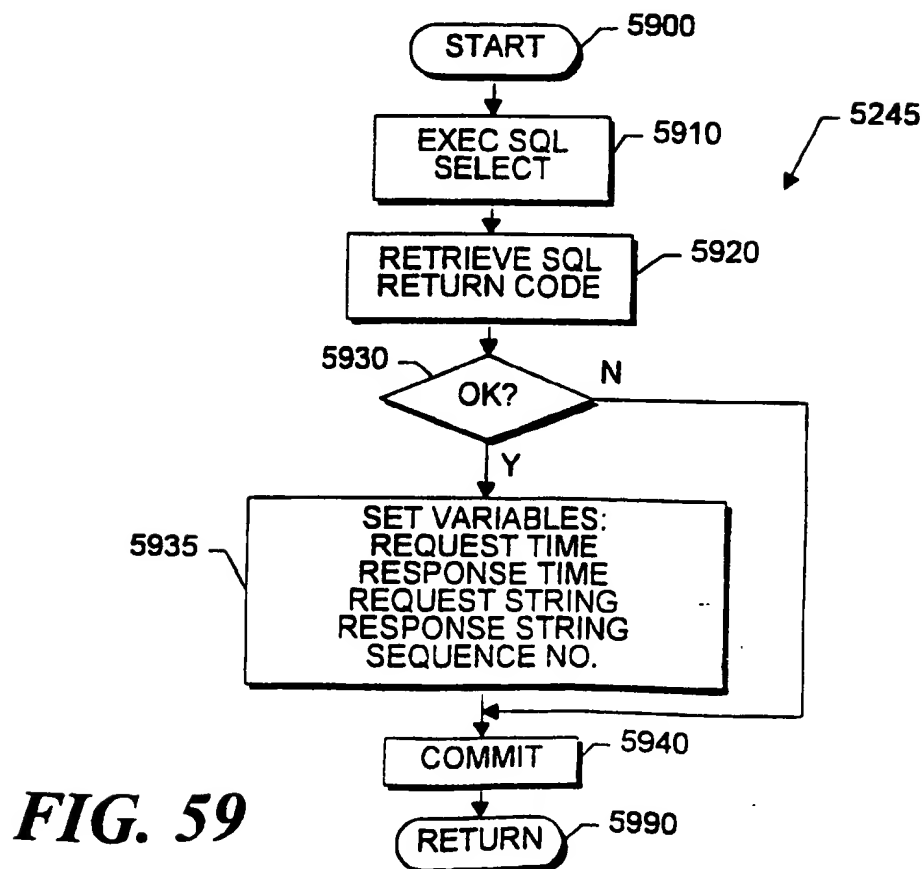 START
5900
5245
EXEC SQL
SELECT
5910
RETRIEVE SQL
RETURN CODE
5920
5930
OK?
N
Y
5935
SET VARIABLES:
REQUEST TIME
RESPONSE TIME
REQUEST STRING
RESPONSE STRING
SEQUENCE NO.
COMMIT
5940
RETURN
5990
FIG. 59